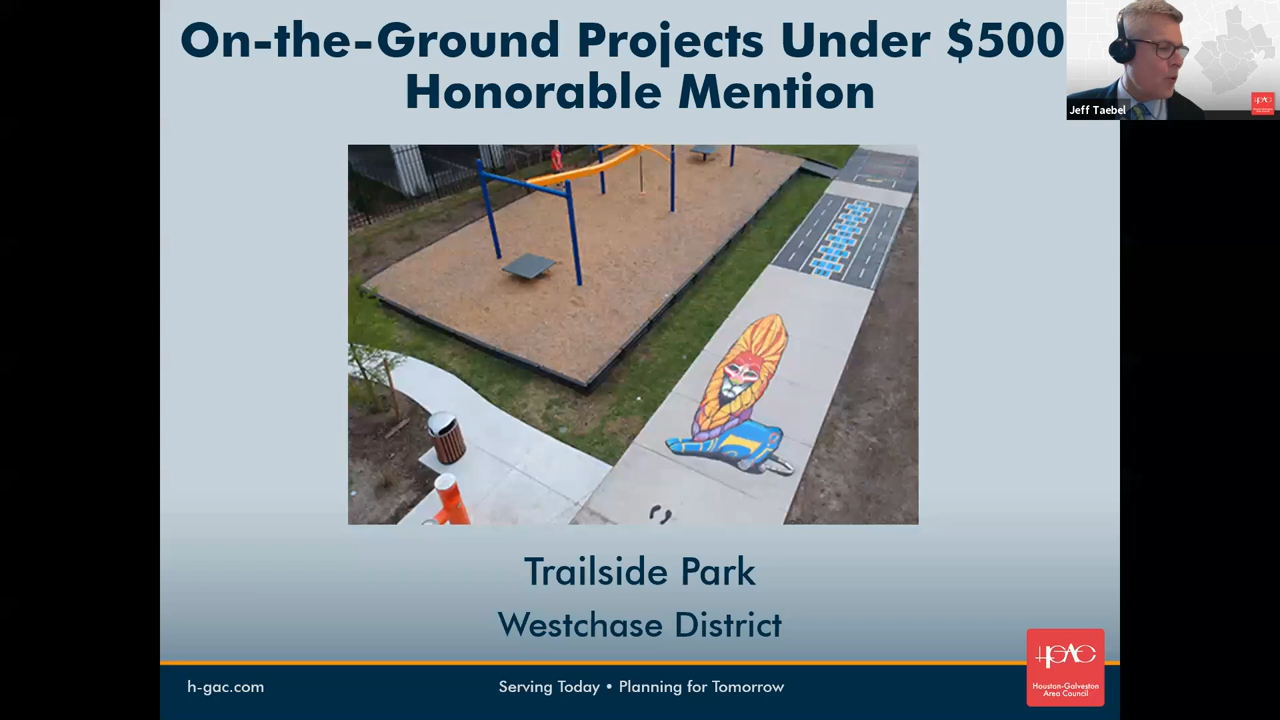 On-the-Ground Projects Under $500
Honorable Mention
Jeff Taebel
Trailside Park
Westchase District
h-gac.com
Serving Today • Planning for Tomorrow
Houston-Galveston
Area Council